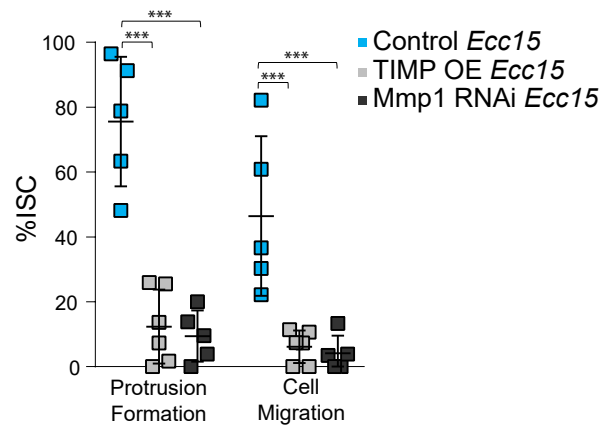 ***
***
***
***
100
80
60
40
20
0
%ISC
Control Ecc15
TIMP OE Ecc15
Mmp1 RNAi Ecc15
Protrusion
Formation
Cell
Migration